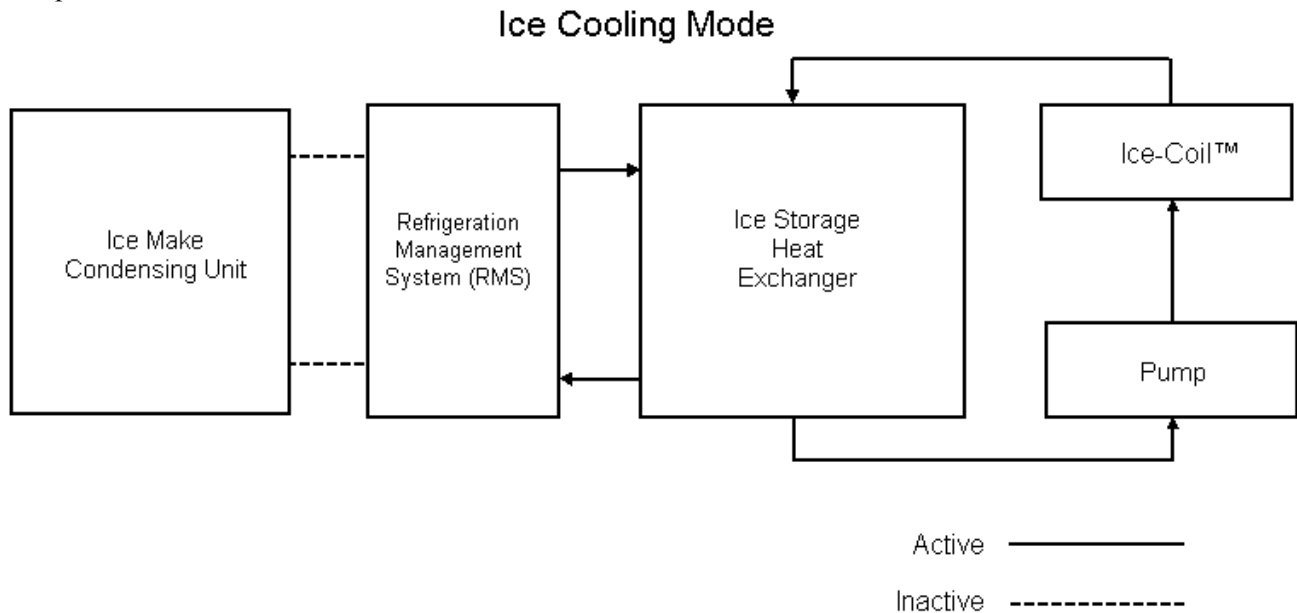 Ice Cooling Mode
Ice Make
Condensing Unit
Refrigeration
Management
System (RMS)
Ice Storage
Heat
Exchanger
Ice-Coil™
Pump
Active
Inactive